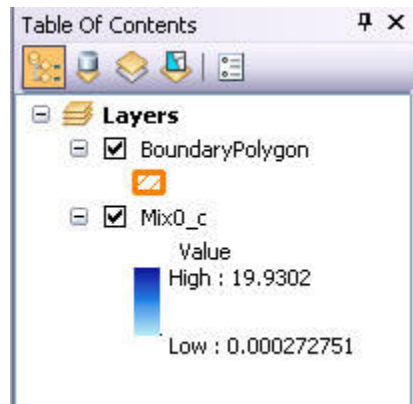 Table Of Contents
Layers
BoundaryPolygon
Mix0_c
Value
High : 19.9302
Low : 0.000272751